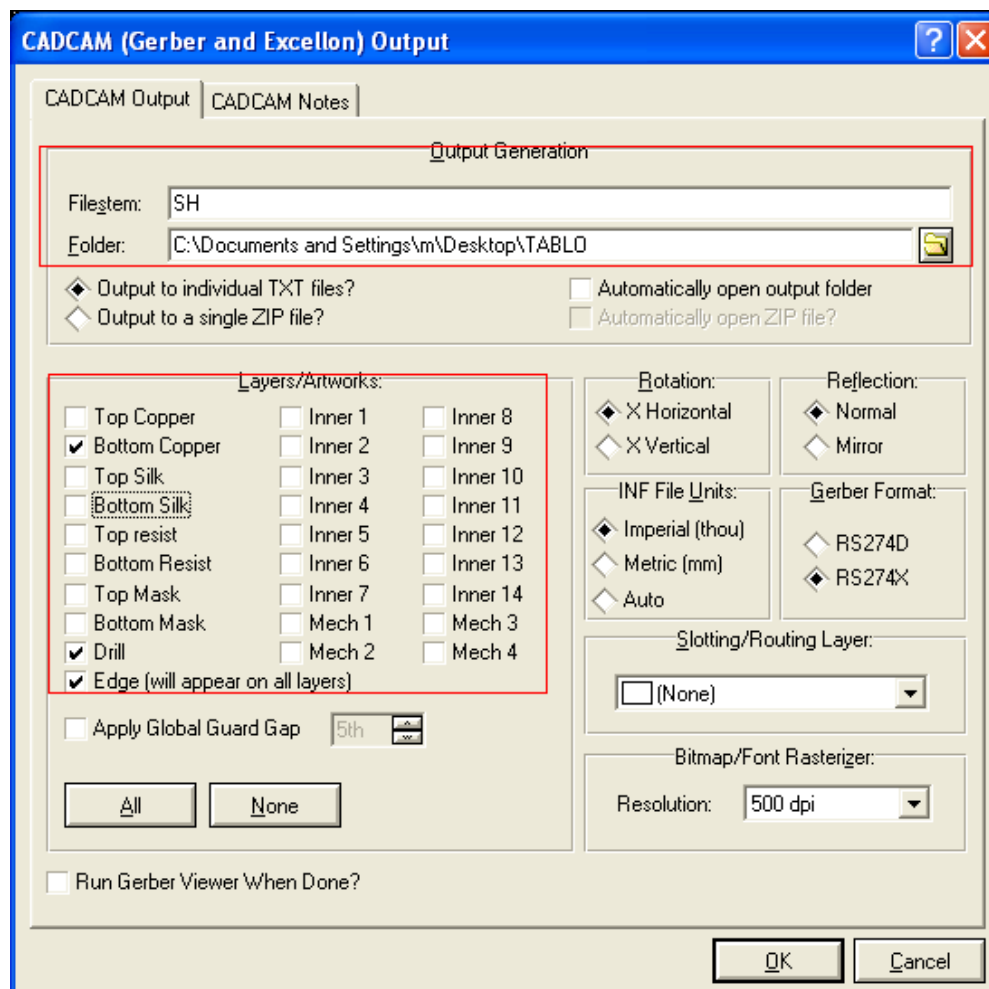 CADCAM (Gerber and Excellon) Output
CADCAM Output
CADCAM Notes
Output Generation
Filestem:
SH
Folder:
C:\Documents and Settings\m\Desktop\TABLO
Output to individual TXT files?
Automatically open output folder
Output to a single ZIP file?
Automatically open ZIP file?
Layers/Artworks:
Top Copper
Inner 1
Inner 8
Bottom Copper
Inner 2
Inner 9
Top Silk
Inner 3
Inner 10
Bottom Silk
Inner 4
Inner 11
Top resist
Inner 5
Inner 12
Bottom Resist
Inner 6
Inner 13
Top Mask
Inner 7
Inner 14
Bottom Mask
Mech 1
Mech 3
Drill
Mech 2
Mech 4
Edge (will appear on all layers)
Apply Global Guard Gap
5th
All
None
Rotation:
X Horizontal
X Vertical
Reflection:
Normal
Mirror
INF File Units:
Imperial (thou)
Metric (mm)
Auto
Gerber Format:
RS274D
RS274X
Slotting/Routing Layer:
(None)
Bitmap/Font Rasterizer:
Resolution:
500 dpi
Run Gerber Viewer When Done?
OK
Cancel